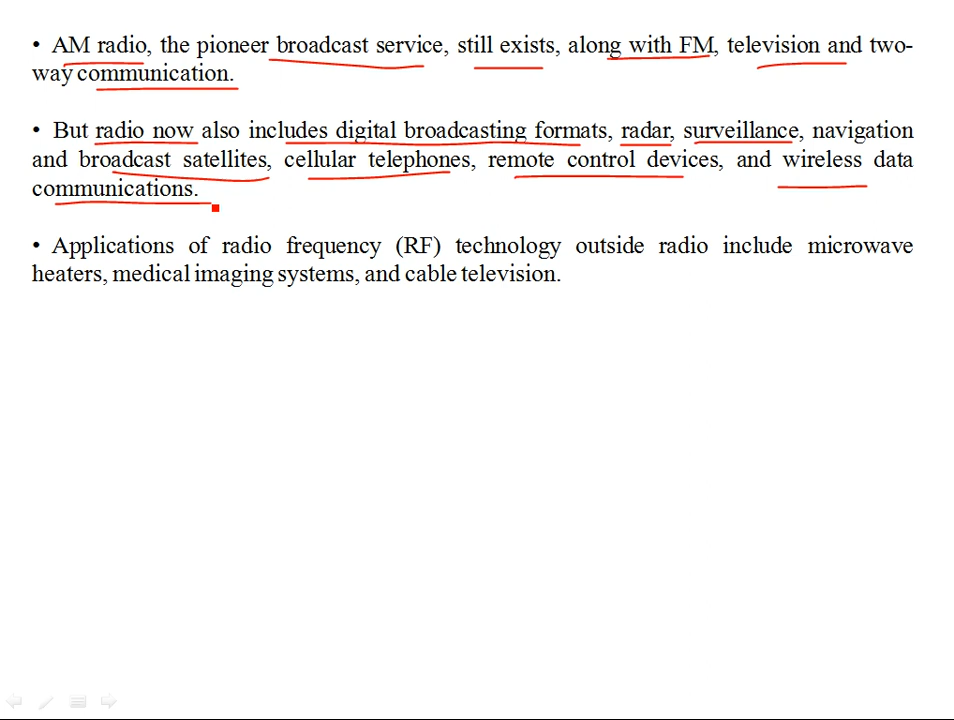 • AM radio, the pioneer broadcast service, still exists, along with FM, television and two-
way communication.
• But radio now also includes digital broadcasting formats, radar, surveillance, navigation
and broadcast satellites, cellular telephones, remote control devices, and wireless data
communications.
• Applications of radio frequency (RF) technology outside radio include microwave
heaters, medical imaging systems, and cable television.